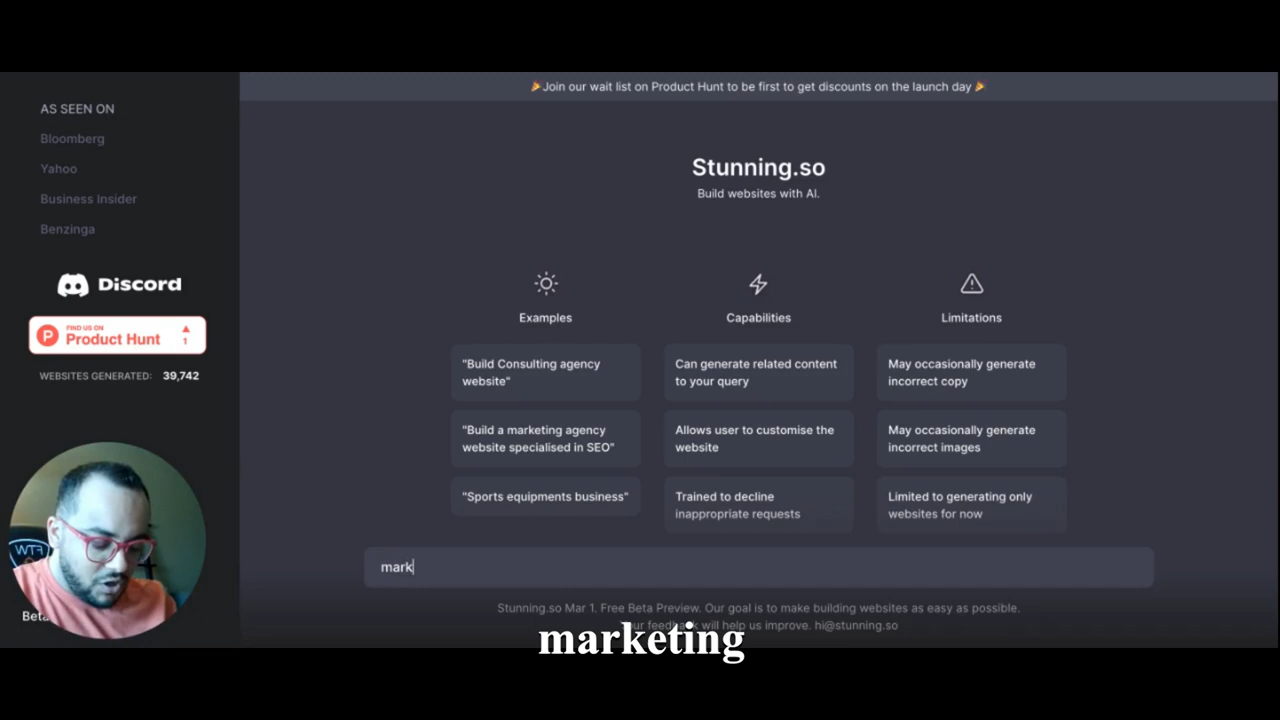 🎉Join our wait list on Product Hunt to be first to get discounts on the launch day 🎉
AS SEEN ON
Bloomberg
Yahoo
Business Insider
Benzinga
Discord
P
FIND US ON
Product Hunt
1
WEBSITES GENERATED: 39,742
WTF
Beta
Stunning.so
Build websites with AI.
Examples
"Build Consulting agency
website"
"Build a marketing agency
website specialised in SEO"
"Sports equipments business"
Capabilities
Can generate related content
to your query
Allows user to customise the
website
Trained to decline
inappropriate requests
Limitations
May occasionally generate
incorrect copy
May occasionally generate
incorrect images
Limited to generating only
websites for now
mark
Stunning.so Mar 1. Free Beta Preview. Our goal is to make building websites as easy as possible.
Your feedback will help us improve. hi@stunning.so
marketing